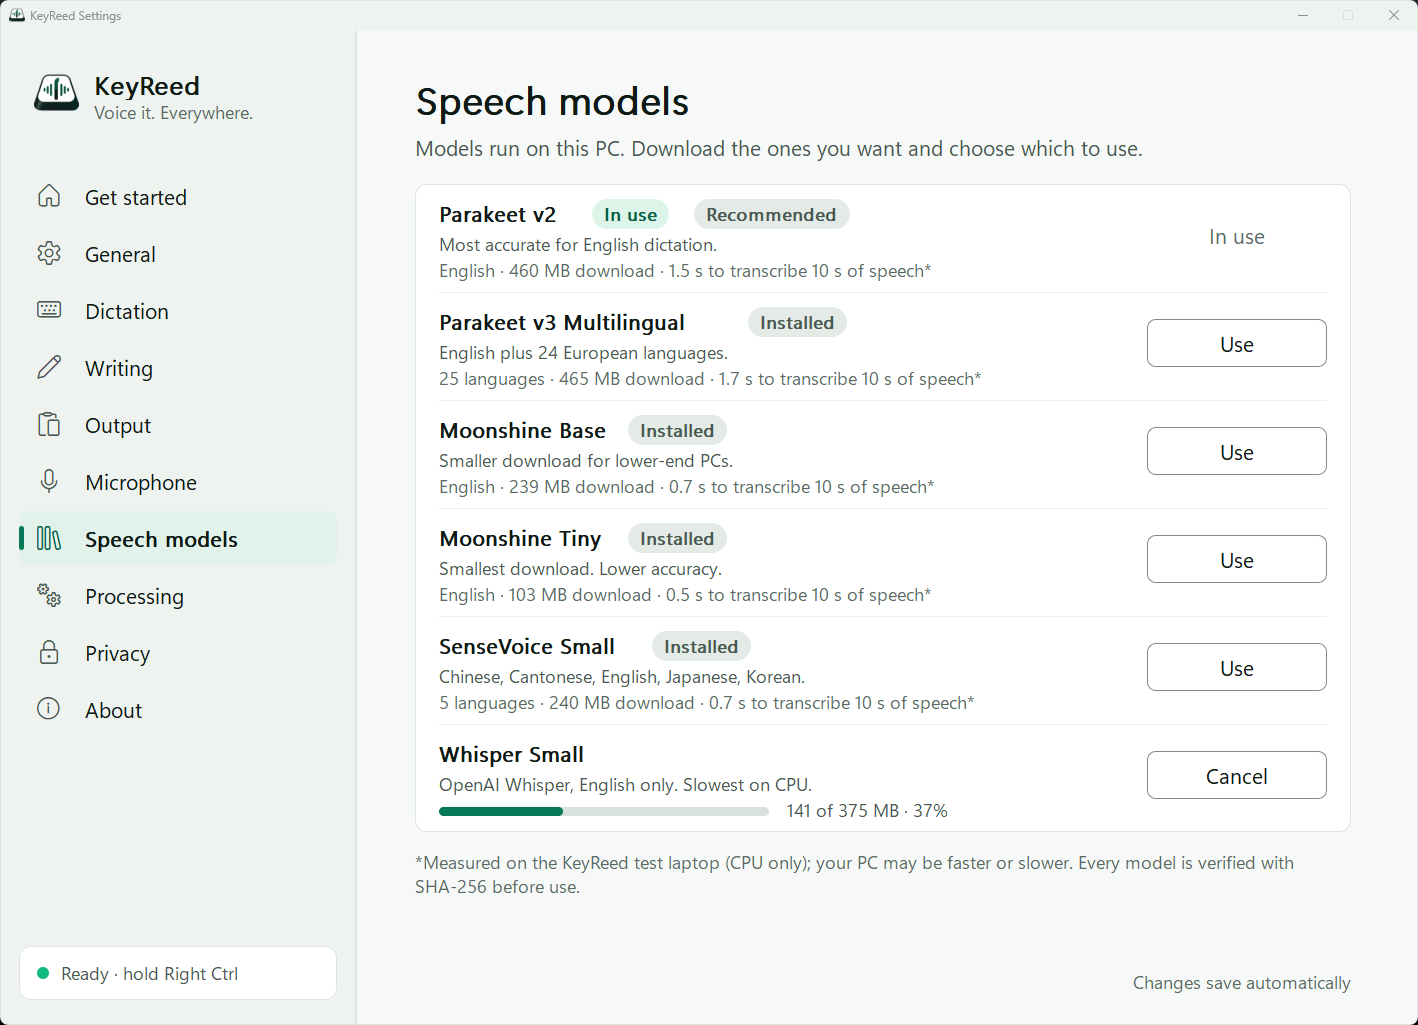 KeyReed Settings
KeyReed
Voice it. Everywhere.
Get started
General
Dictation
Writing
Output
Microphone
Speech models
Processing
Privacy
About
Ready · hold Right Ctrl
Speech models
Models run on this PC. Download the ones you want and choose which to use.
Parakeet v2 In use Recommended
Most accurate for English dictation.
English · 460 MB download · 1.5 s to transcribe 10 s of speech*
In use
Parakeet v3 Multilingual Installed
English plus 24 European languages.
25 languages · 465 MB download · 1.7 s to transcribe 10 s of speech*
Use
Moonshine Base Installed
Smaller download for lower-end PCs.
English · 239 MB download · 0.7 s to transcribe 10 s of speech*
Use
Moonshine Tiny Installed
Smallest download. Lower accuracy.
English · 103 MB download · 0.5 s to transcribe 10 s of speech*
Use
SenseVoice Small Installed
Chinese, Cantonese, English, Japanese, Korean.
5 languages · 240 MB download · 0.7 s to transcribe 10 s of speech*
Use
Whisper Small
OpenAI Whisper, English only. Slowest on CPU.
141 of 375 MB · 37%
Cancel
*Measured on the KeyReed test laptop (CPU only); your PC may be faster or slower. Every model is verified with
SHA-256 before use.
Changes save automatically